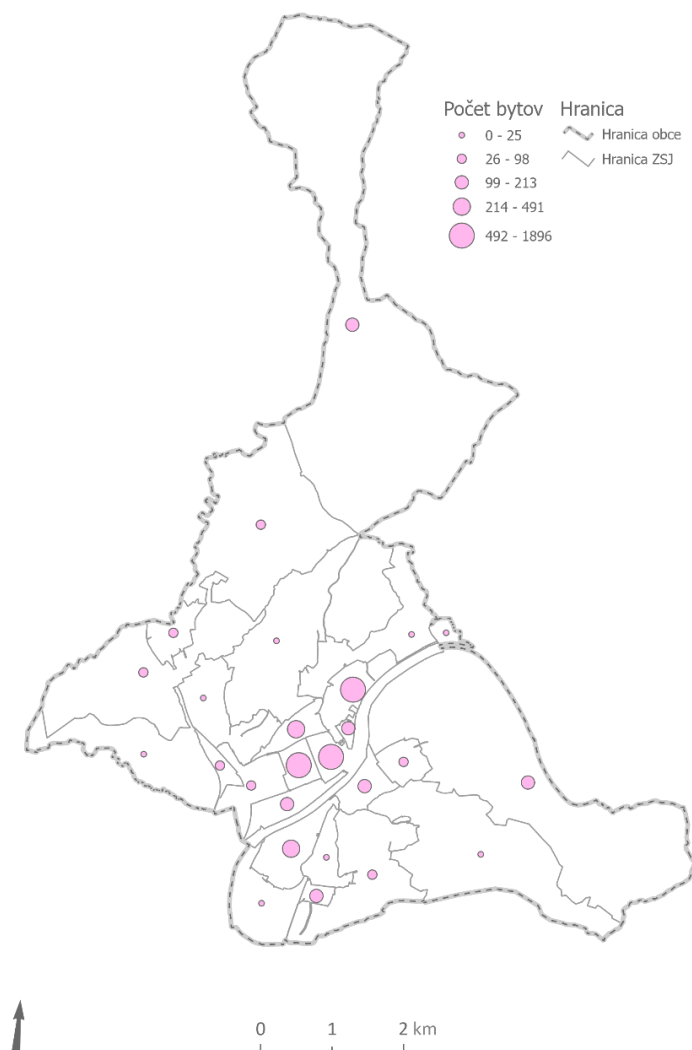 Počet bytov
0 - 25
26 - 98
99 - 213
214 - 491
492 - 1896
Hranica
Hranica obce
Hranica ZSJ
0 1 2 km